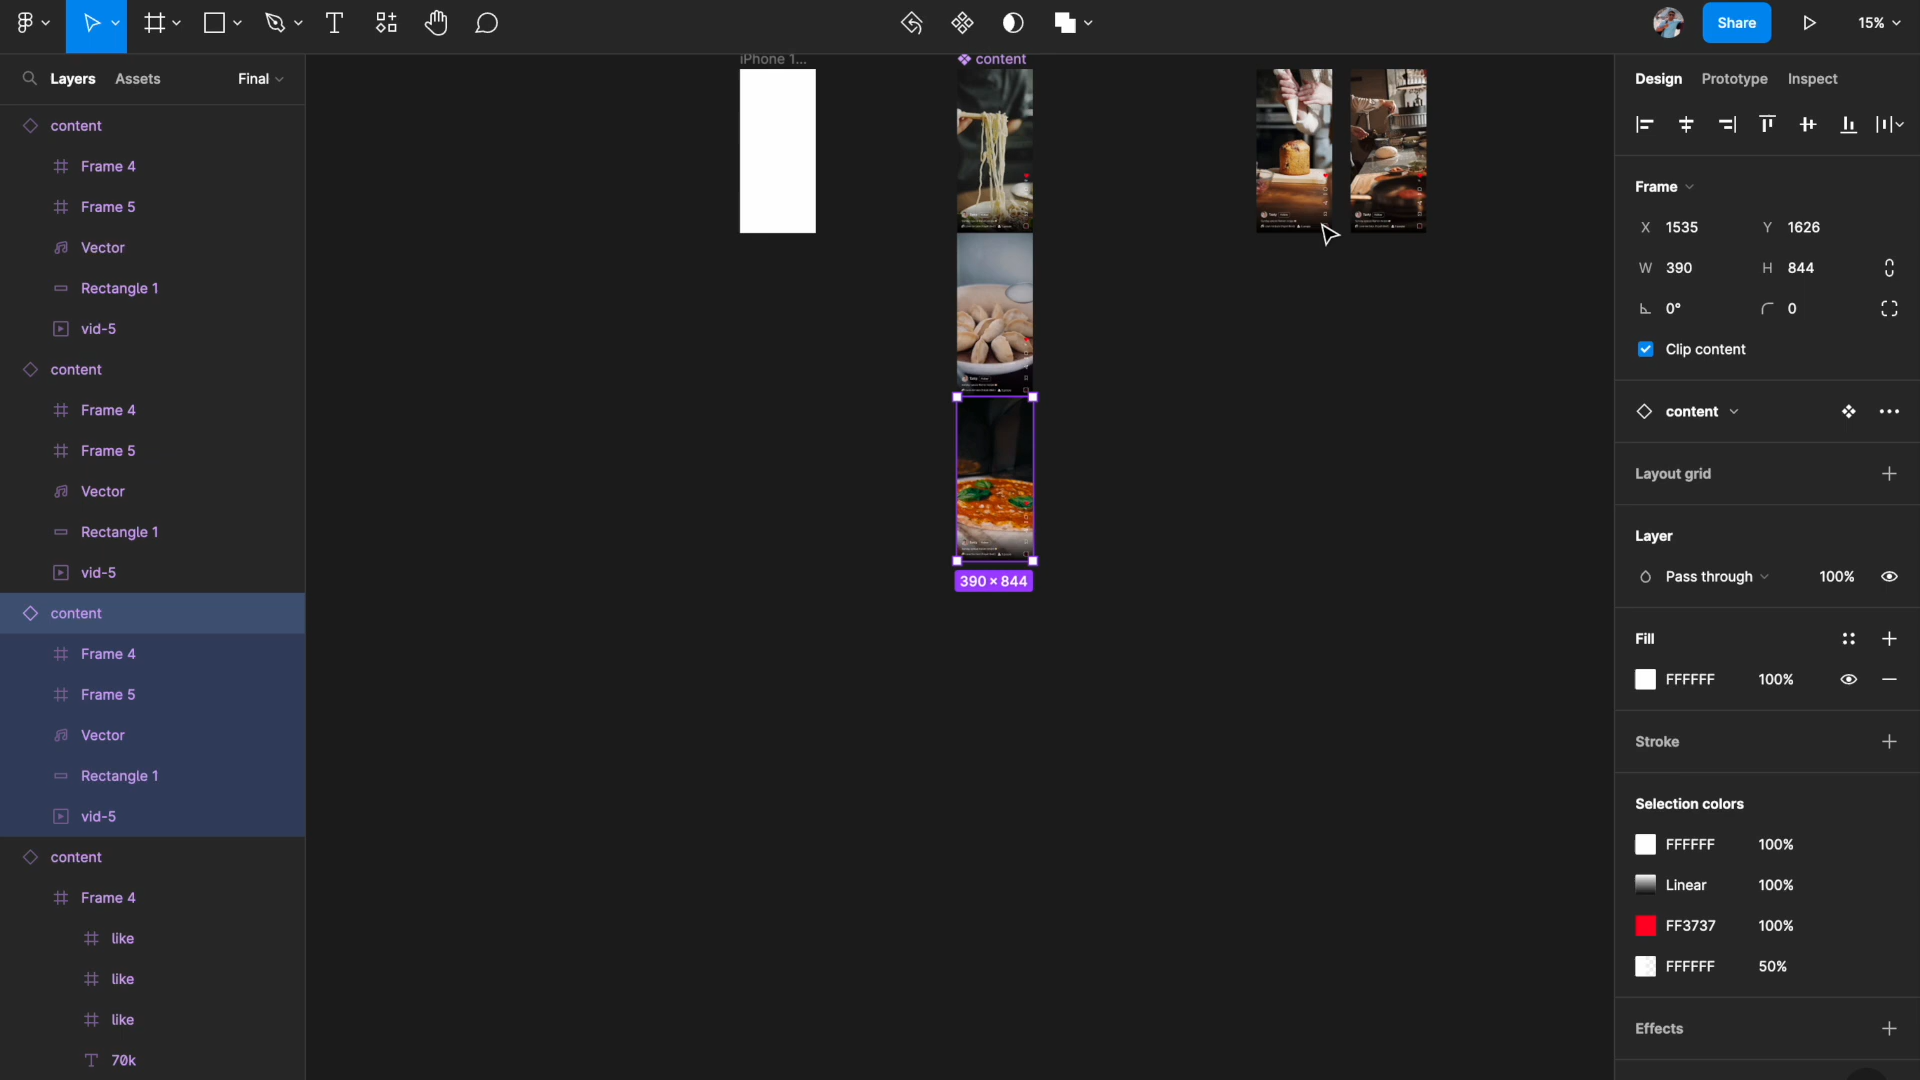 Share
15%
Layers
Assets
Final
content
Frame 4
Frame 5
Vector
Rectangle 1
vid-5
content
Frame 4
Frame 5
Vector
Rectangle 1
vid-5
content
Frame 4
Frame 5
Vector
Rectangle 1
vid-5
content
Frame 4
like
like
like
70k
iPhone 1...
content
390 × 844
Design
Prototype
Inspect
Frame
X 1535
Y 1626
W 390
H 844
0°
0
Clip content
content
Layout grid
Layer
Pass through
100%
Fill
FFFFFF
100%
Stroke
Selection colors
FFFFFF
100%
Linear
100%
FF3737
100%
FFFFFF
50%
Effects